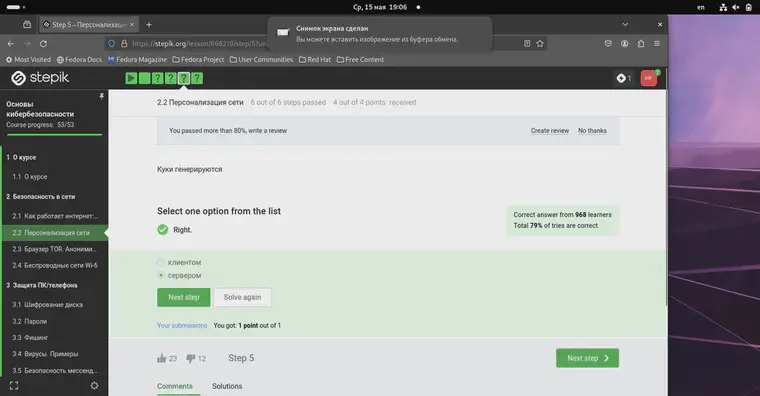 Ср, 15 мая 19:06
en
Снимок экрана сделан
Вы можете вставить изображение из буфера обмена.
Step 5 – Персонализация
https://stepik.org/lesson/666219/step/5?uni
Most Visited Fedora Docs Fedora Magazine Fedora Project User Communities Red Hat Free Content
stepik
1
Основы кибербезопасности
Course progress: 53/53
1 О курсе
1.1 О курсе
2 Безопасность в сети
2.1 Как работает интернет:...
2.2 Персонализация сети
2.3 Браузер TOR. Анонимн...
2.4 Беспроводные сети Wi-fi
3 Защита ПК/телефона
3.1 Шифрование диска
3.2 Пароли
3.3 Фишинг
3.4 Вирусы. Примеры
3.5 Безопасность мессенд...
2.2 Персонализация сети 6 out of 6 steps passed 4 out of 4 points received
You passed more than 80%, write a review
Create review No thanks
Куки генерируются
Select one option from the list
Right.
Correct answer from 968 learners
Total 79% of tries are correct
клиентом
сервером
Next step Solve again
Your submissions You got: 1 point out of 1
23 12 Step 5
Next step
Comments Solutions